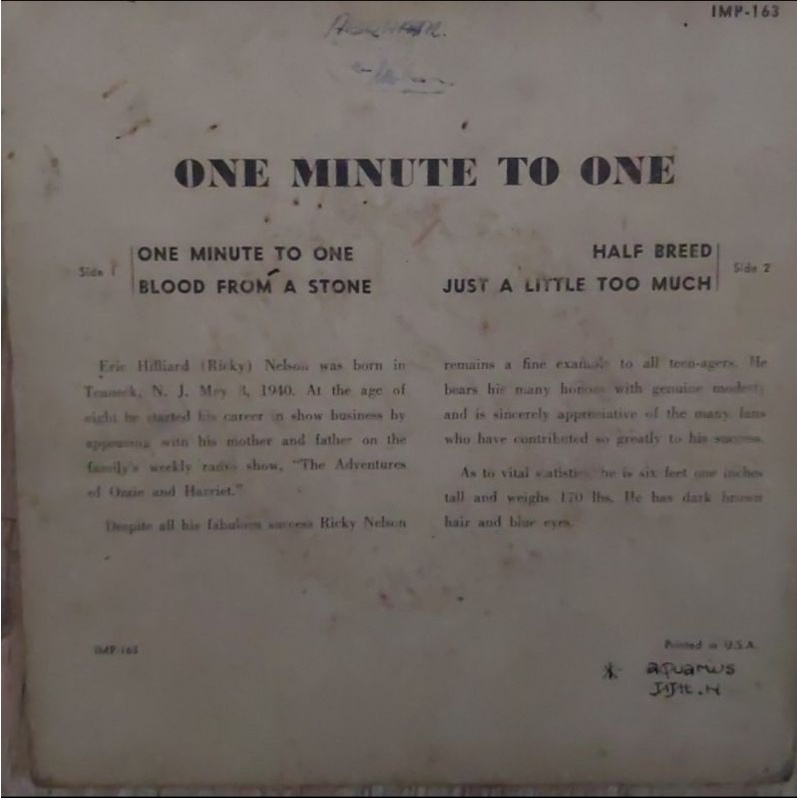 IMP-163
ONE MINUTE TO ONE
Side 1
ONE MINUTE TO ONE
BLOOD FROM A STONE
HALF BREED
JUST A LITTLE TOO MUCH
Side 2
Eric Hilliard (Ricky) Nelson was born in
Teaneck, N. J. May 8, 1940. At the age of
eight he started his career in show business by
appearing with his mother and father on the
family's weekly radio show, "The Adventures
of Ozzie and Harriet."
Despite all his fabulous success Ricky Nelson
remains a fine example to all teen-agers. He
bears his many honors with genuine modesty
and is sincerely appreciative of the many fans
who have contributed so greatly to his success.
As to vital statistics he is six feet one inches
tall and weighs 170 lbs. He has dark brown
hair and blue eyes.
IMP-163
Printed in U.S.A.
* aquarius